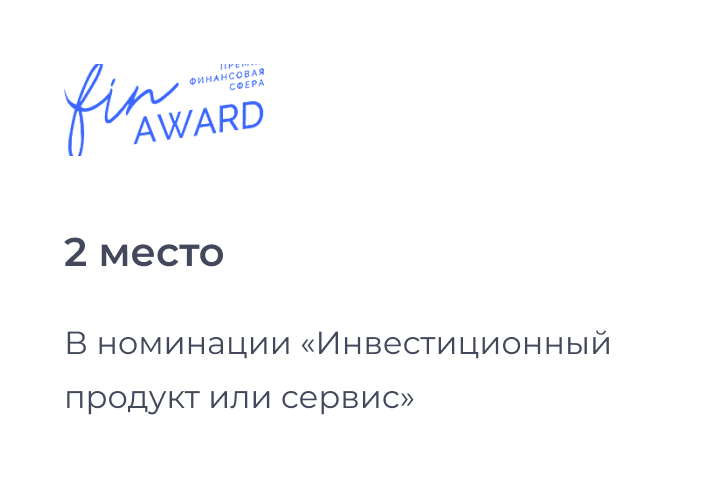 fin
ФИНАНСОВАЯ
СФЕРА
AWARD
2 место
В номинации «Инвестиционный
продукт или сервис»